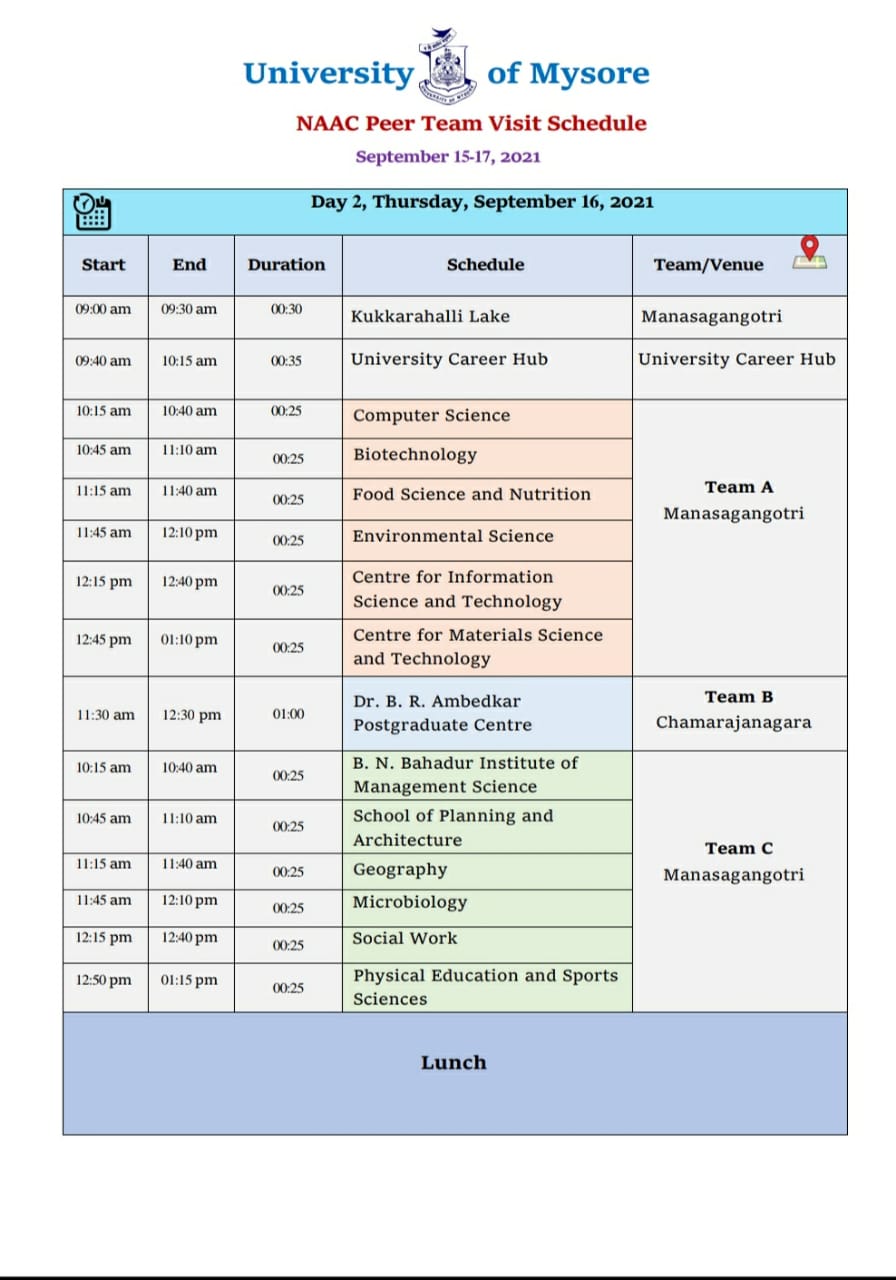 University of Mysore
NAAC Peer Team Visit Schedule
September 15-17, 2021
Day 2, Thursday, September 16, 2021
Start End Duration Schedule Team/Venue
09:00 am 09:30 am 00:30 Kukkarahalli Lake Manasagangotri
09:40 am 10:15 am 00:35 University Career Hub University Career Hub
10:15 am 10:40 am 00:25 Computer Science
10:45 am 11:10 am 00:25 Biotechnology
11:15 am 11:40 am 00:25 Food Science and Nutrition
Team A
Manasagangotri
11:45 am 12:10 pm 00:25 Environmental Science
12:15 pm 12:40 pm 00:25 Centre for Information
Science and Technology
12:45 pm 01:10 pm 00:25 Centre for Materials Science
and Technology
11:30 am 12:30 pm 01:00 Dr. B. R. Ambedkar
Postgraduate Centre
Team B
Chamarajanagara
10:15 am 10:40 am 00:25 B. N. Bahadur Institute of
Management Science
10:45 am 11:10 am 00:25 School of Planning and
Architecture
Team C
Manasagangotri
11:15 am 11:40 am 00:25 Geography
11:45 am 12:10 pm 00:25 Microbiology
12:15 pm 12:40 pm 00:25 Social Work
12:50 pm 01:15 pm 00:25 Physical Education and Sports
Sciences
Lunch